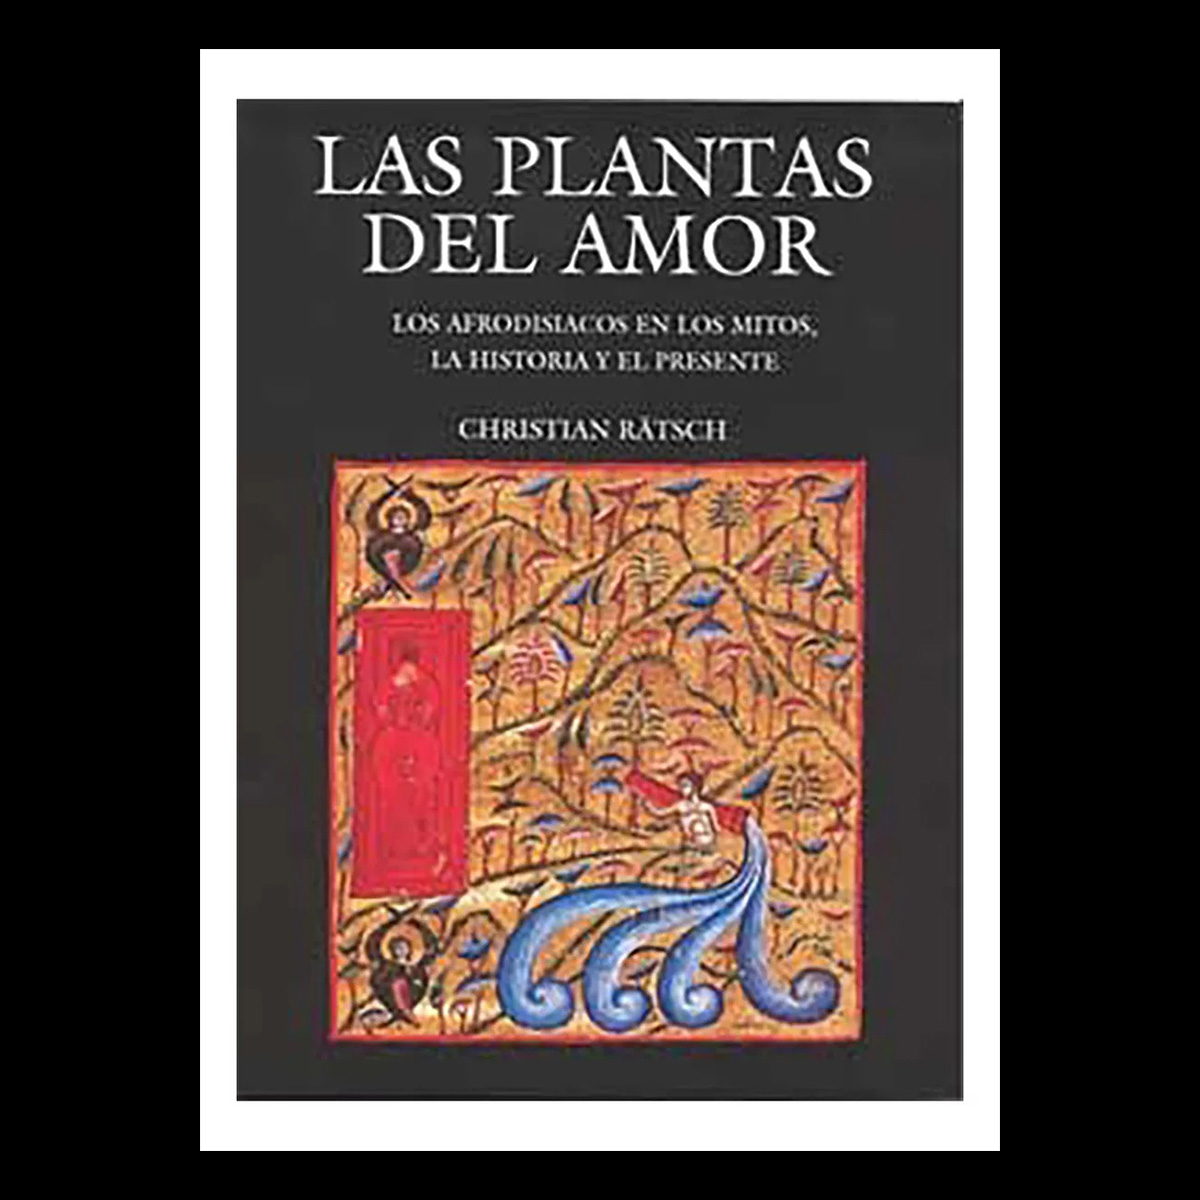 LAS PLANTAS
DEL AMOR
LOS AFRODISIACOS EN LOS MITOS,
LA HISTORIA Y EL PRESENTE
CHRISTIAN RÄTSCH